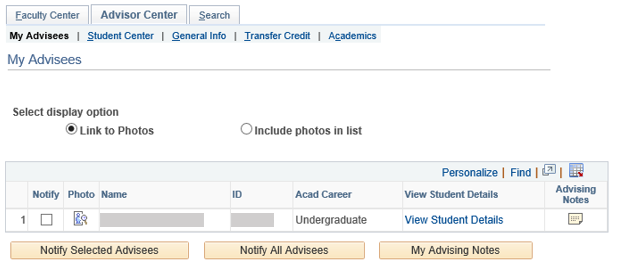 Faculty Center Advisor Center Search
My Advisees | Student Center | General Info | Transfer Credit | Academics
My Advisees
Select display option
Link to Photos Include photos in list
Personalize | Find | |
Notify Photo Name ID Acad Career View Student Details Advising Notes
1 Undergraduate View Student Details
Notify Selected Advisees Notify All Advisees My Advising Notes